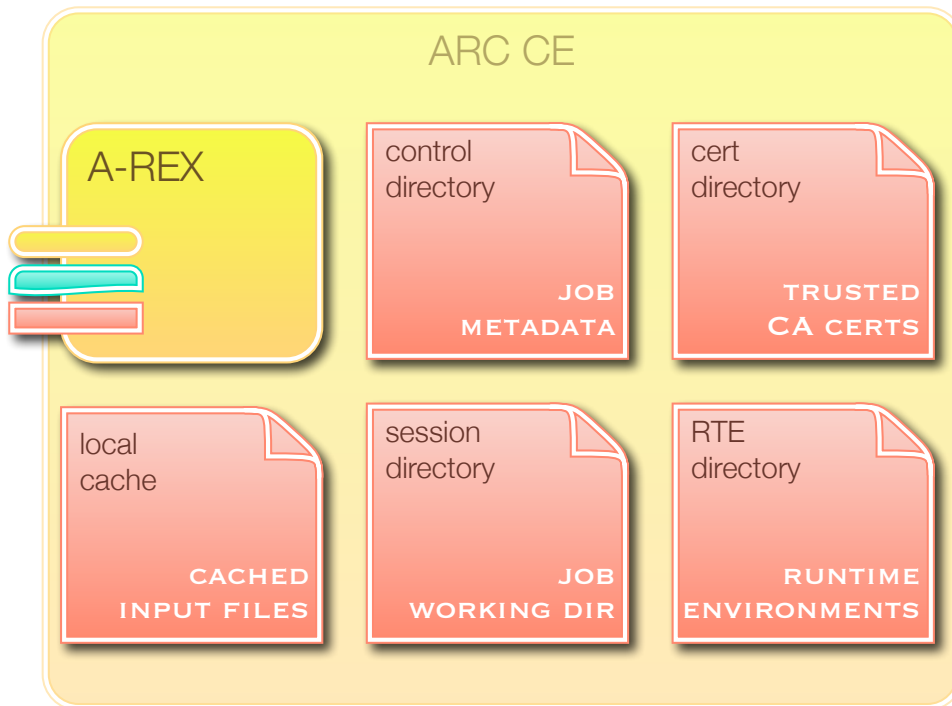 ARC CE
A-REX
control
directory
JOB
METADATA
cert
directory
TRUSTED
CA CERTS
local
cache
CACHED
INPUT FILES
session
directory
JOB
WORKING DIR
RTE
directory
RUNTIME
ENVIRONMENTS